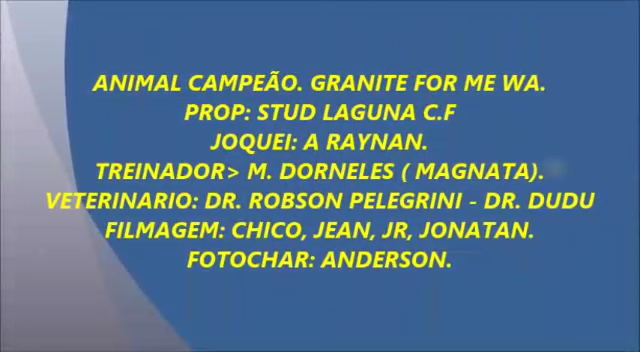 ANIMAL CAMPEÃO. GRANITE FOR ME WA.
PROP: STUD LAGUNA C.F
JOQUEI: A RAYNAN.
TREINADOR> M. DORNELES ( MAGNATA).
VETERINARIO: DR. ROBSON PELEGRINI - DR. DUDU
FILMAGEM: CHICO, JEAN, JR, JONATAN.
FOTOCHAR: ANDERSON.